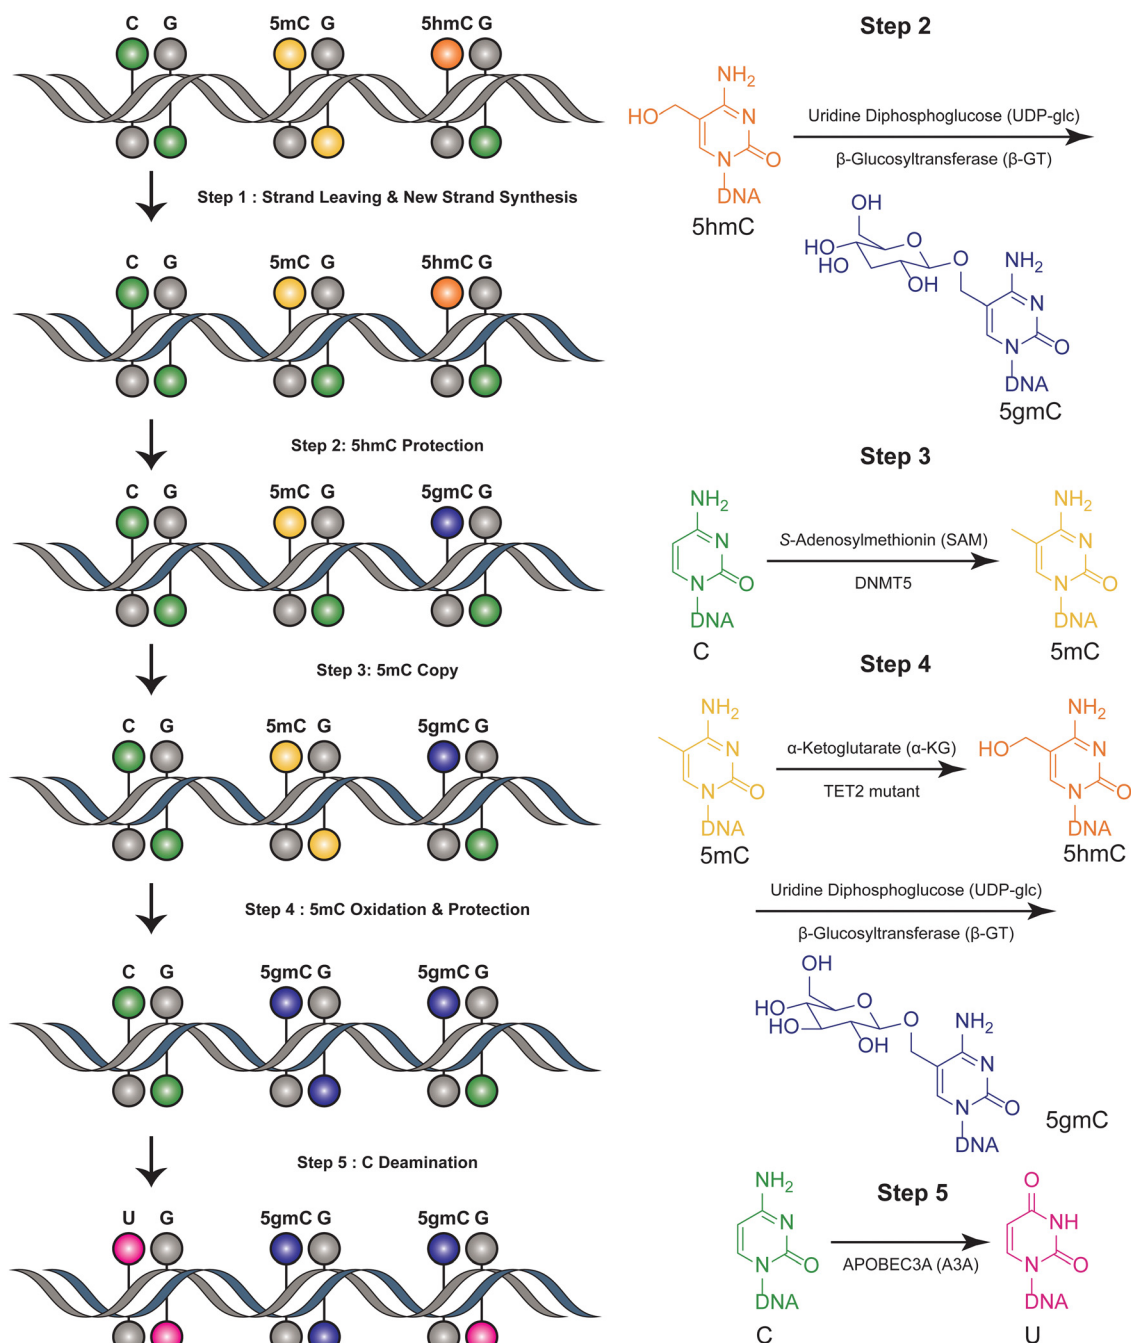 C G 5mC G 5hmC G
Step 1 : Strand Leaving & New Strand Synthesis
C G 5mC G 5hmC G
Step 2: 5hmC Protection
C G 5mC G 5gmC G
Step 3: 5mC Copy
C G 5mC G 5gmC G
Step 4 : 5mC Oxidation & Protection
C G 5gmC G 5gmC G
Step 5 : C Deamination
U G 5gmC G 5gmC G
Step 2
NH2
HO
N
N
O
DNA
5hmC
Uridine Diphosphoglucose (UDP-glc)
β-Glucosyltransferase (β-GT)
OH
O
HO
HO
OH
O
NH2
N
N
O
DNA
5gmC
Step 3
NH2
N
N
O
DNA
C
S-Adenosylmethionin (SAM)
DNMT5
NH2
N
N
O
DNA
5mC
Step 4
NH2
N
N
O
DNA
5mC
α-Ketoglutarate (α-KG)
TET2 mutant
NH2
HO
N
N
O
DNA
5hmC
Uridine Diphosphoglucose (UDP-glc)
β-Glucosyltransferase (β-GT)
OH
O
HO
HO
OH
O
NH2
N
N
O
DNA
5gmC
Step 5
NH2
N
N
O
DNA
C
APOBEC3A (A3A)
O
NH
N
O
DNA
U